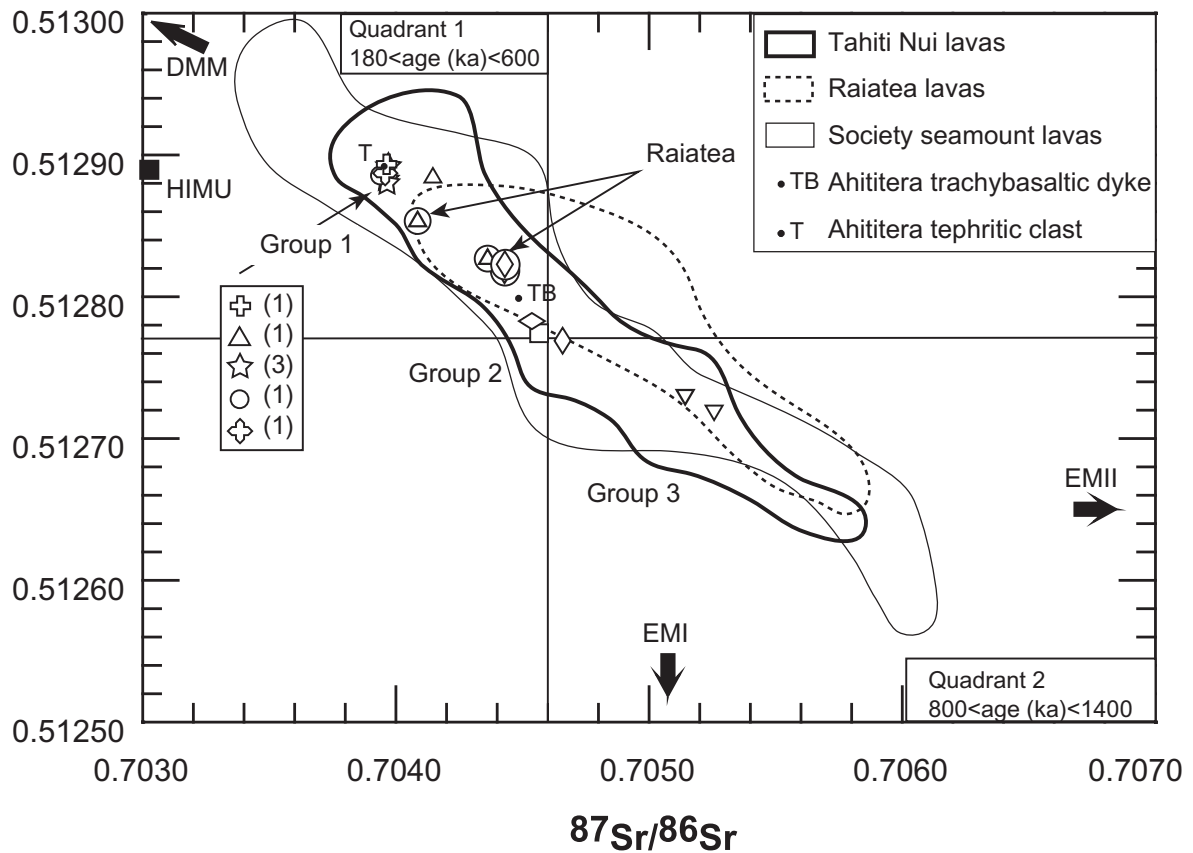 0.51300
0.51290
0.51280
0.51270
0.51260
0.51250
Quadrant 1
180<age (ka)<600
DMM
HIMU
T
Raiatea
Group 1
TB
(1)
(1)
(3)
(1)
(1)
Group 2
Group 3
Tahiti Nui lavas
Raiatea lavas
Society seamount lavas
• TB Ahititera trachybasaltic dyke
• T Ahititera tephritic clast
EMII
EMI
Quadrant 2
800<age (ka)<1400
0.7030 0.7040 0.7050 0.7060 0.7070
87Sr/86Sr